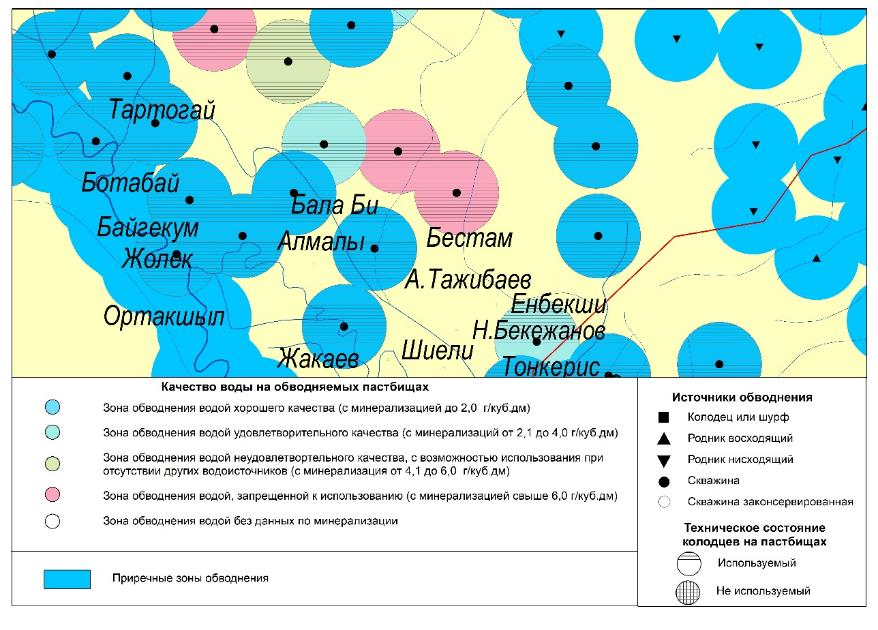 Тартогай
Ботабай
Бала Би
Байгекум
Алмалы
Бестам
Жолек
А.Тажибаев
Енбекши
Ортакшыл
Н.Бекежанов
Жакаев
Шиели
Тонкерис
Качество воды на обводняемых пастбищах
Зона обводнения водой хорошего качества (с минерализацией до 2,0 г/куб.дм)
Зона обводнения водой удовлетворительного качества (с минерализаций от 2,1 до 4,0 г/куб.дм)
Зона обводнения водой неудовлетвортельного качества, с возможностью использования при
отсутствии других водоисточников (с минерализация от 4,1 до 6,0 г/куб.дм)
Зона обводнения водой, запрещенной к использованию (с минерализацией свыше 6,0 г/куб.дм)
Зона обводнения водой без данных по минерализации
Приречные зоны обводнения
Источники обводнения
Колодец или шурф
Родник восходящий
Родник нисходящий
Скважина
Скважина законсервированная
Техническое состояние
колодцев на пастбищах
Используемый
Не используемый